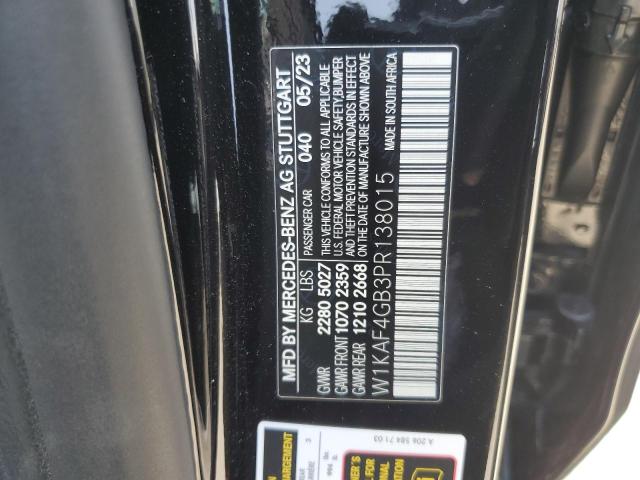 MFD BY MERCEDES-BENZ AG STUTTGART
KG LBS PASSENGER CAR 040 05/23
GVWR 2280 5027 THIS VEHICLE CONFORMS TO ALL APPLICABLE
GAWR FRONT 1070 2359 U.S. FEDERAL MOTOR VEHICLE SAFETY, BUMPER
GAWR REAR 1210 2668 AND THEFT PREVENTION STANDARDS IN EFFECT
ON THE DATE OF MANUFACTURE SHOWN ABOVE
MADE IN SOUTH AFRICA
W1KAF4GB3PR138015
A 206 584 71 03